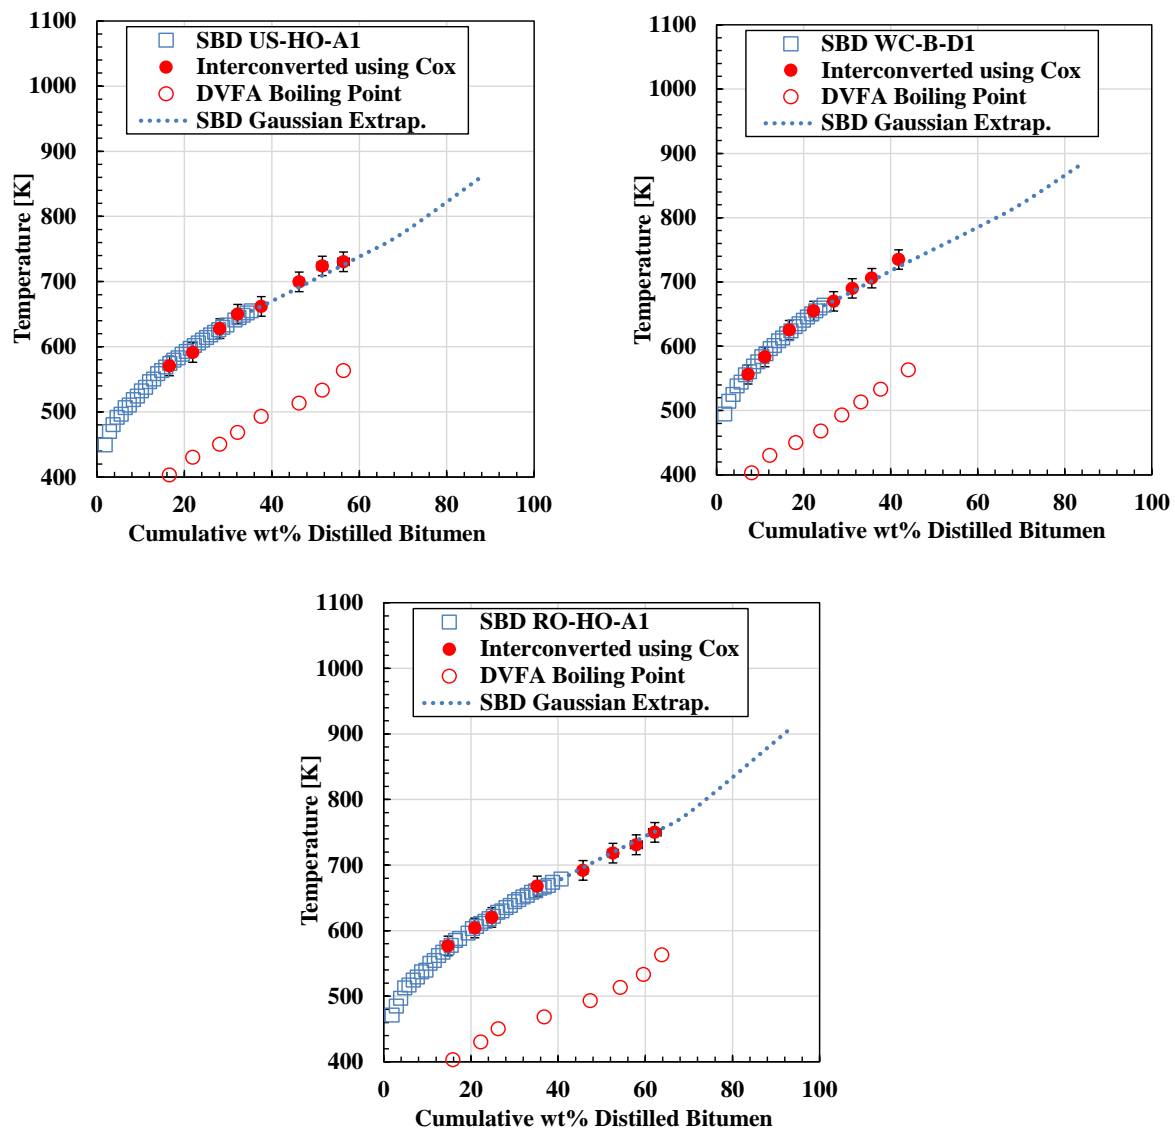 SBD US-HO-A1
Interconverted using Cox
DVFA Boiling Point
SBD Gaussian Extrap.
1100
1000
900
800
700
600
500
400
Temperature [K]
0 20 40 60 80 100
Cumulative wt% Distilled Bitumen
SBD WC-B-D1
Interconverted using Cox
DVFA Boiling Point
SBD Gaussian Extrap.
1100
1000
900
800
700
600
500
400
Temperature [K]
0 20 40 60 80 100
Cumulative wt% Distilled Bitumen
SBD RO-HO-A1
Interconverted using Cox
DVFA Boiling Point
SBD Gaussian Extrap.
1100
1000
900
800
700
600
500
400
Temperature [K]
0 20 40 60 80 100
Cumulative wt% Distilled Bitumen